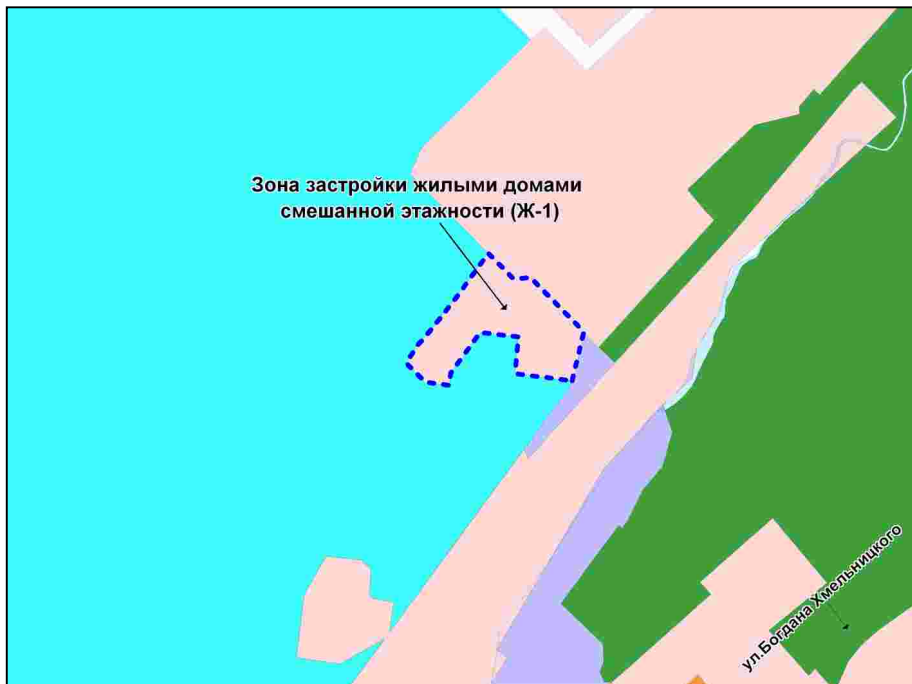 Зона застройки жилыми домами
смешанной этажности (Ж-1)
ул.Богдана Хмельницкого